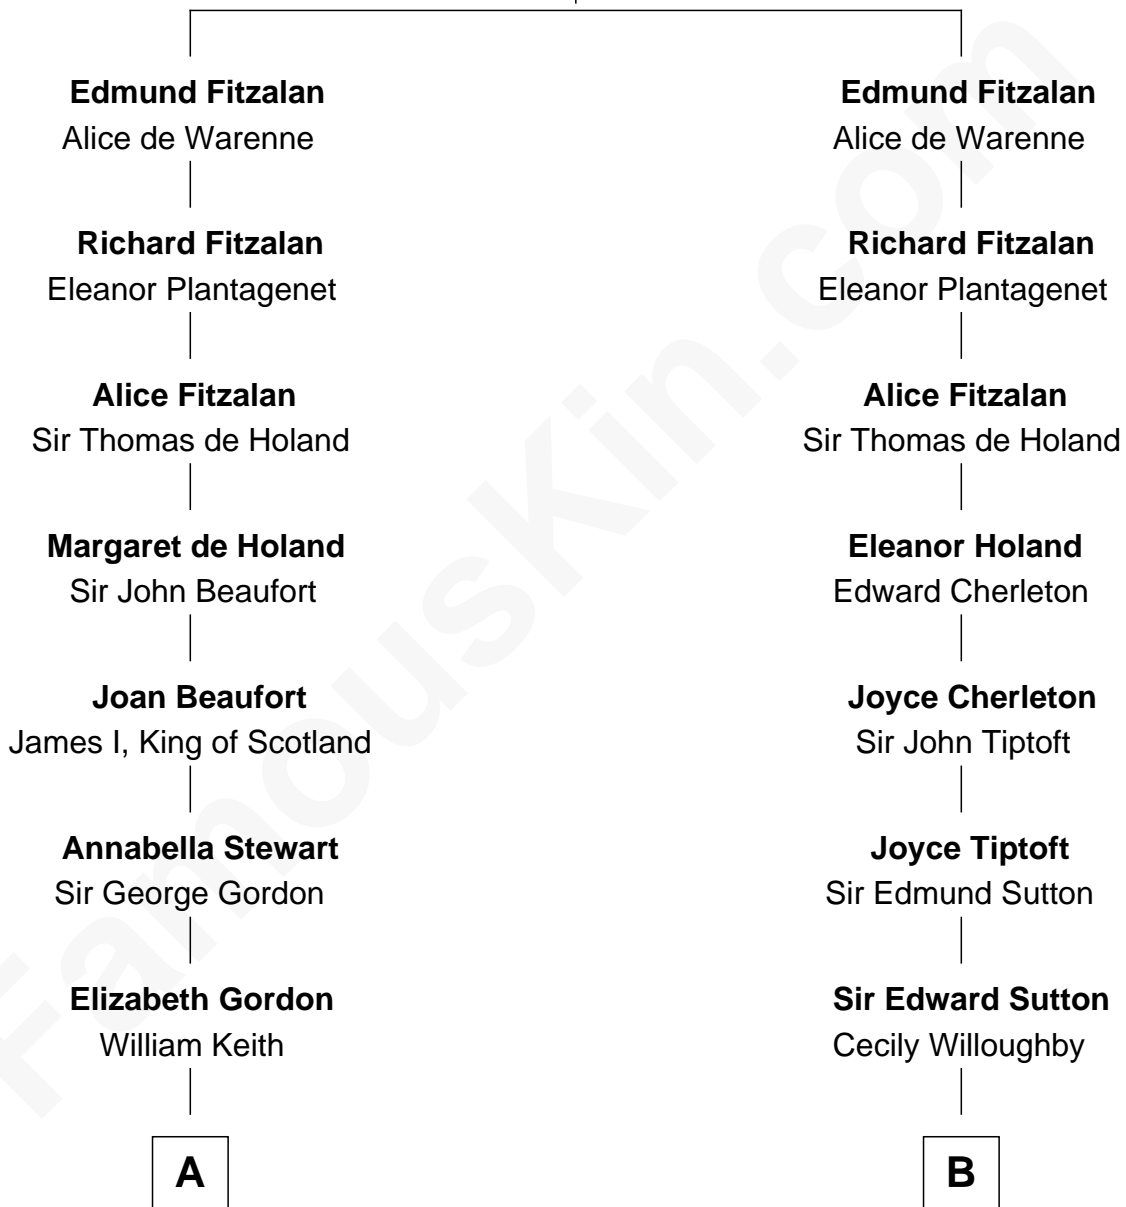 Edmund Fitzalan
Alice de Warenne
Richard Fitzalan
Eleanor Plantagenet
Alice Fitzalan
Sir Thomas de Holand
Margaret de Holand
Sir John Beaufort
Joan Beaufort
James I, King of Scotland
Annabella Stewart
Sir George Gordon
Elizabeth Gordon
William Keith
A
Edmund Fitzalan
Alice de Warenne
Richard Fitzalan
Eleanor Plantagenet
Alice Fitzalan
Sir Thomas de Holand
Eleanor Holand
Edward Cherleton
Joyce Cherleton
Sir John Tiptoft
Joyce Tiptoft
Sir Edmund Sutton
Sir Edward Sutton
Cecily Willoughby
B
FamousKin.com